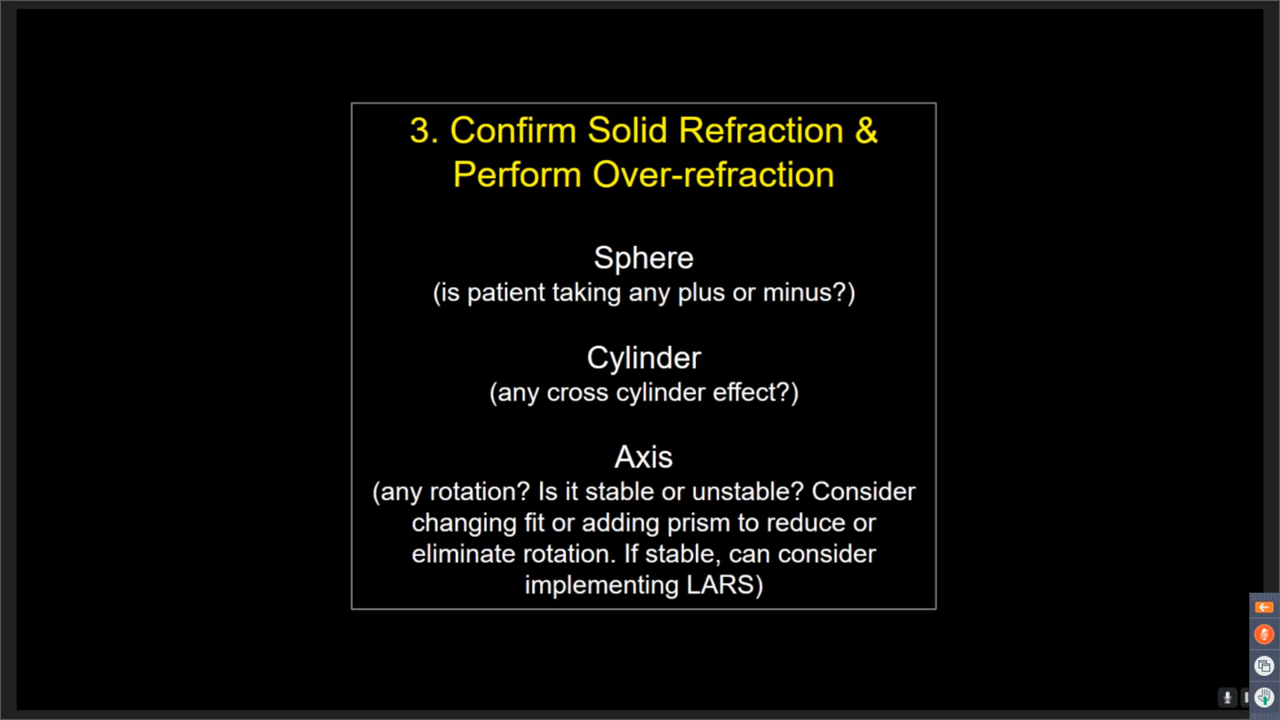 3. Confirm Solid Refraction &
Perform Over-refraction
Sphere
(is patient taking any plus or minus?)
Cylinder
(any cross cylinder effect?)
Axis
(any rotation? Is it stable or unstable? Consider
changing fit or adding prism to reduce or
eliminate rotation. If stable, can consider
implementing LARS)